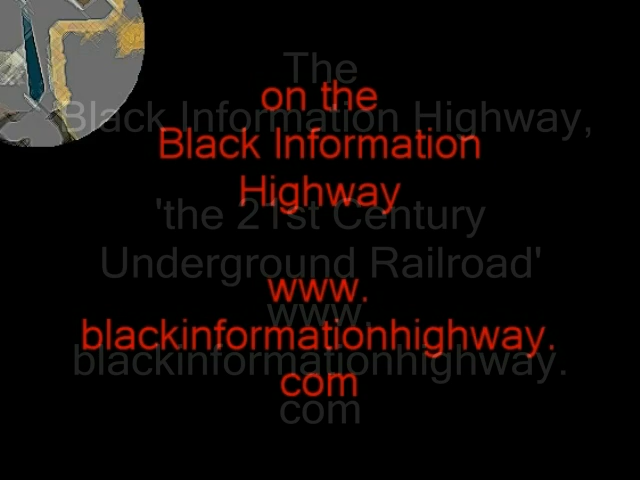 on the
Black Information
Highway
www.
blackinformationhighway.
com
The
Black Information Highway,
'the 21st Century
Underground Railroad'
www.
blackinformationhighway.
com